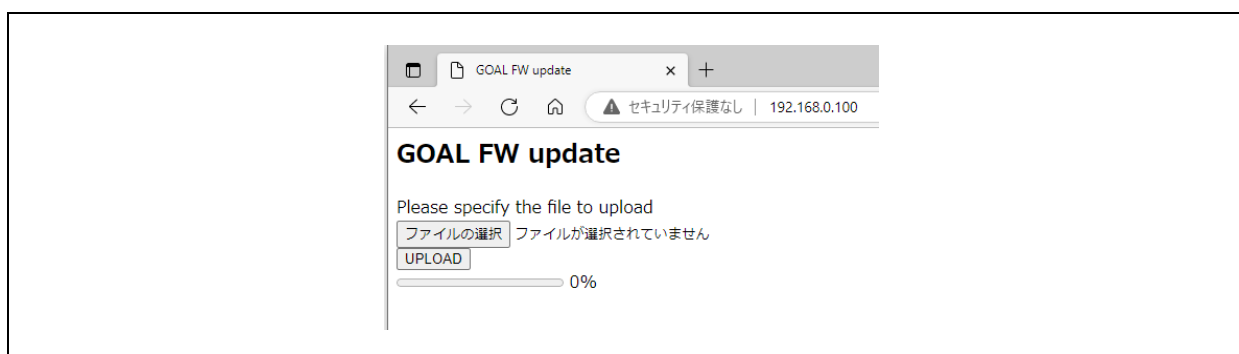 GOAL FW update
セキュリティ保護なし | 192.168.0.100
GOAL FW update
Please specify the file to upload
ファイルの選択 ファイルが選択されていません
UPLOAD
0%